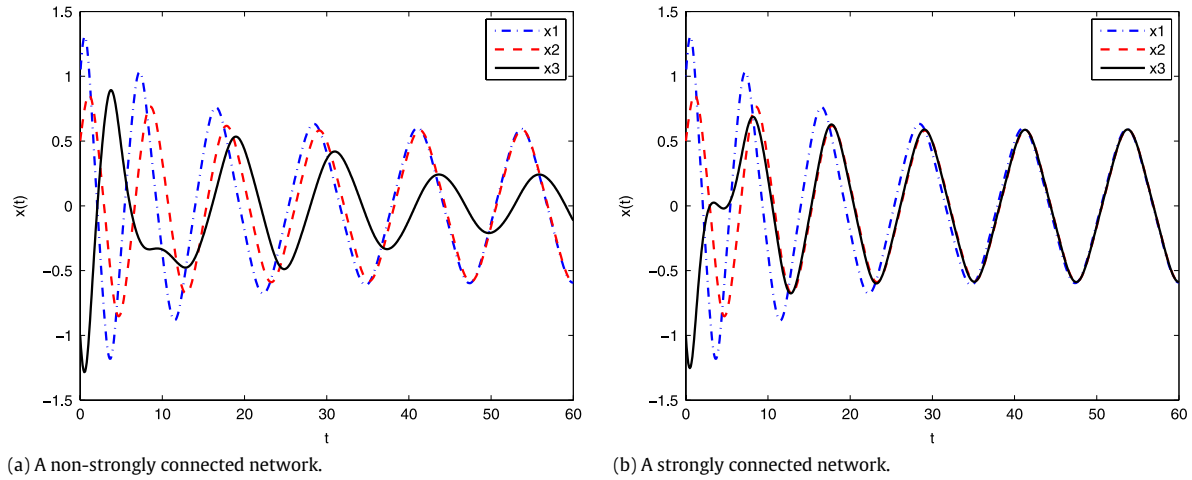 1.5
1
0.5
0
−0.5
−1
−1.5
x(t)
0 10 20 30 40 50 60
t
x1
x2
x3
(a) A non-strongly connected network.
1.5
1
0.5
0
−0.5
−1
−1.5
x(t)
0 10 20 30 40 50 60
t
x1
x2
x3
(b) A strongly connected network.